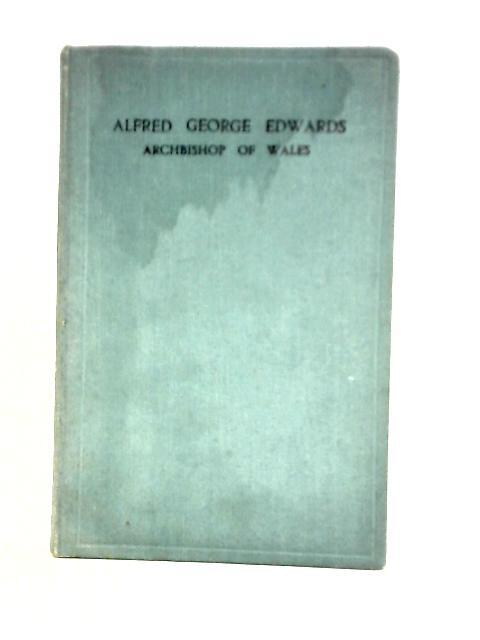 ALFRED GEORGE EDWARDS
ARCHBISHOP OF WALES